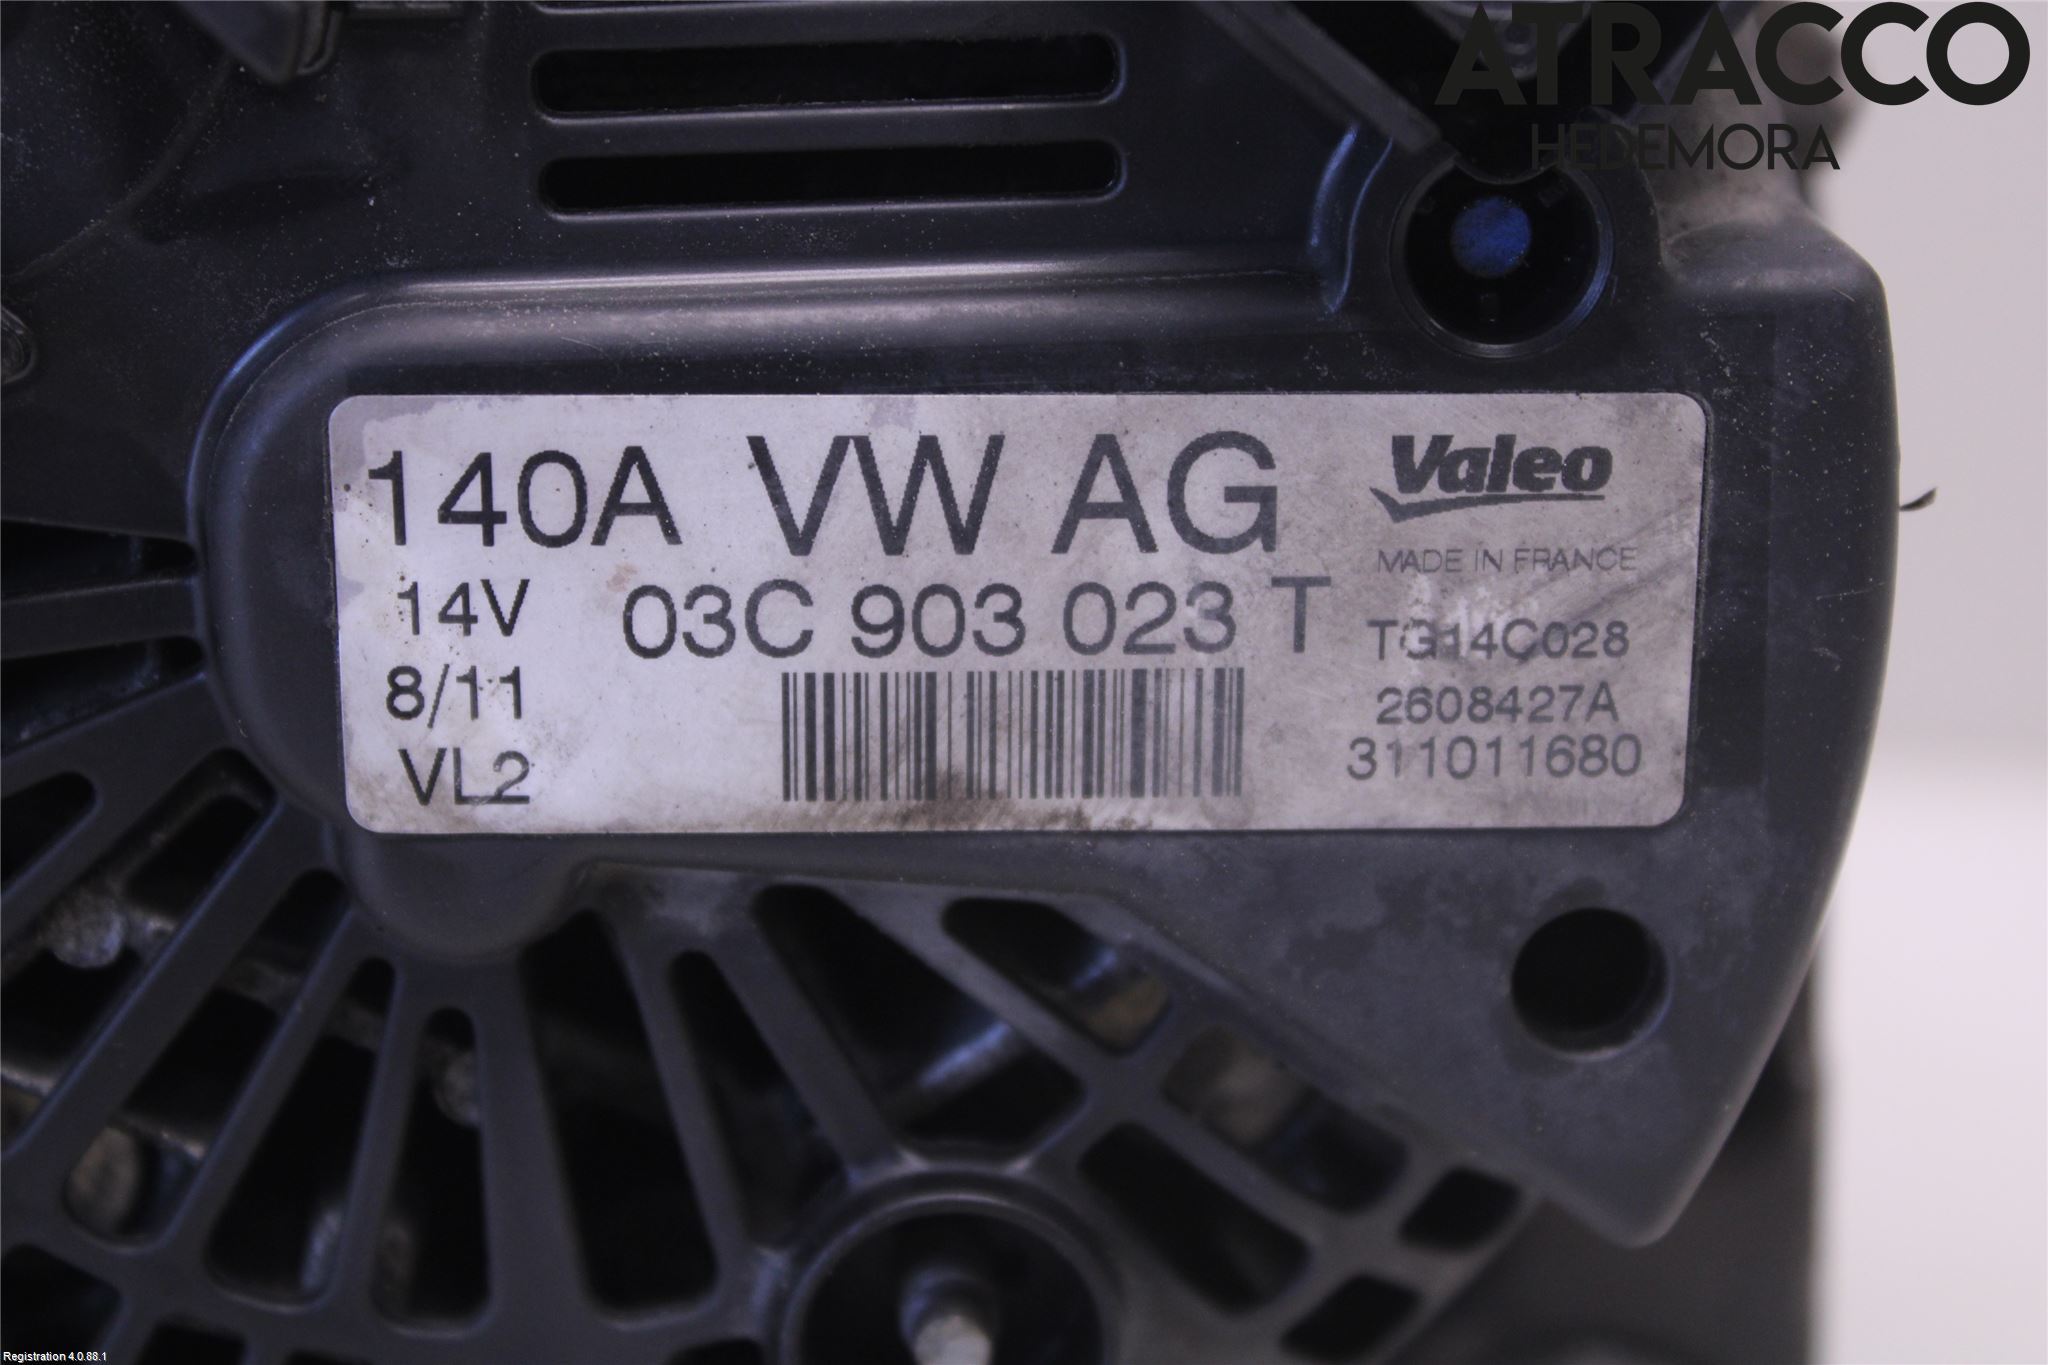 ATRACCO
HEDEMORA
140A VW AG
Valeo
MADE IN FRANCE
14V
03C 903 023 T
TG14C028
8/11
2608427A
VL2
311011680
Registration 4.0.88.1